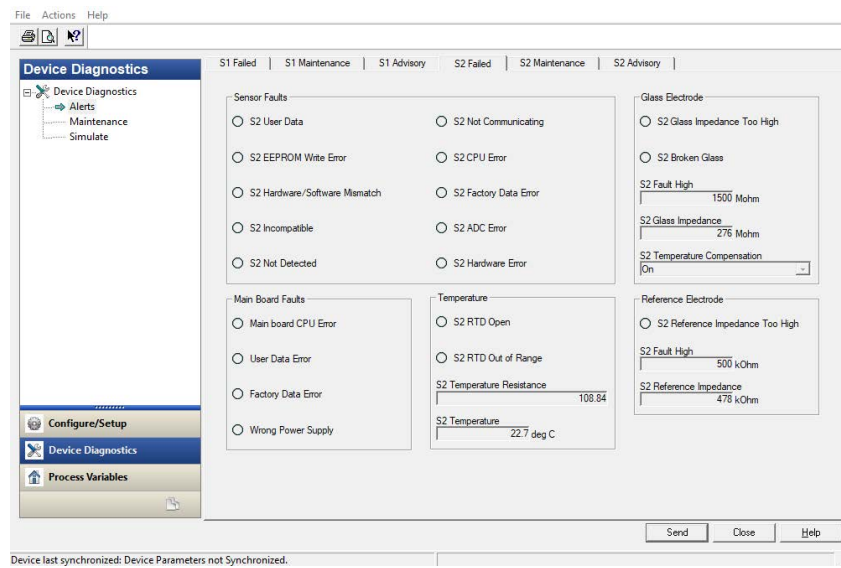 File Actions Help
Device Diagnostics
Device Diagnostics
Alerts
Maintenance
Simulate
Configure/Setup
Device Diagnostics
Process Variables
S1 Failed S1 Maintenance S1 Advisory S2 Failed S2 Maintenance S2 Advisory
Sensor Faults
S2 User Data
S2 Not Communicating
S2 EEPROM Write Error
S2 CPU Error
S2 Hardware/Software Mismatch
S2 Factory Data Error
S2 Incompatible
S2 ADC Error
S2 Not Detected
S2 Hardware Error
Glass Electrode
S2 Glass Impedance Too High
S2 Broken Glass
S2 Fault High
1500 Mohm
S2 Glass Impedance
276 Mohm
S2 Temperature Compensation
On
Main Board Faults
Main board CPU Error
User Data Error
Factory Data Error
Wrong Power Supply
Temperature
S2 RTD Open
S2 RTD Out of Range
S2 Temperature Resistance
108.84
S2 Temperature
22.7 deg C
Reference Electrode
S2 Reference Impedance Too High
S2 Fault High
500 kOhm
S2 Reference Impedance
478 kOhm
Send Close Help
Device last synchronized: Device Parameters not Synchronized.